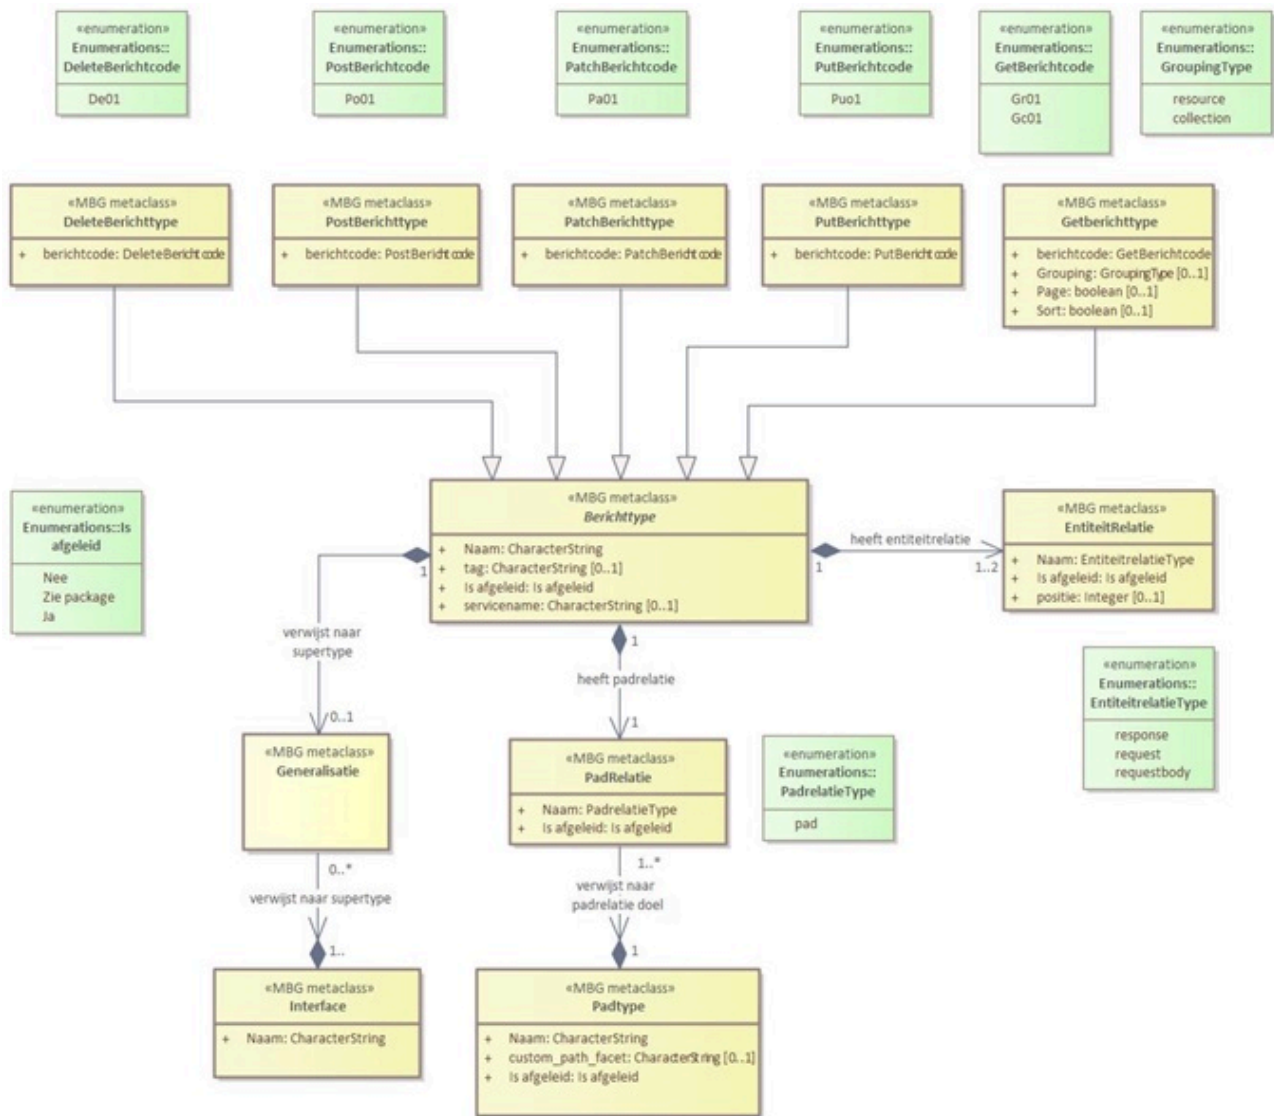 «enumeration»
Enumerations::
DeleteBerichtcode
De01
«enumeration»
Enumerations::
PostBerichtcode
Po01
«enumeration»
Enumerations::
PatchBerichtcode
Pa01
«enumeration»
Enumerations::
PutBerichtcode
Puo1
«enumeration»
Enumerations::
GetBerichtcode
Gr01
Gc01
«enumeration»
Enumerations::
GroupingType
resource
collection
«MBG metaclass»
DeleteBerichttype
+ berichtcode: DeleteBerichtcode
«MBG metaclass»
PostBerichttype
+ berichtcode: PostBerichtcode
«MBG metaclass»
PatchBerichttype
+ berichtcode: PatchBerichtcode
«MBG metaclass»
PutBerichttype
+ berichtcode: PutBerichtcode
«MBG metaclass»
Getberichttype
+ berichtcode: GetBerichtcode
+ Grouping: GroupingType [0..1]
+ Page: boolean [0..1]
+ Sort: boolean [0..1]
«enumeration»
Enumerations::Is
afgeleid
Nee
Zie package
Ja
«MBG metaclass»
Berichttype
+ Naam: CharacterString
+ tag: CharacterString [0..1]
+ Is afgeleid: Is afgeleid
+ servicename: CharacterString [0..1]
1
heeft entiteitrelatie
1..2
«MBG metaclass»
EntiteitRelatie
+ Naam: EntiteitrelatieType
+ Is afgeleid: Is afgeleid
+ positie: Integer [0..1]
1
verwijst naar
supertype
0..1
1
heeft padrelatie
1
«enumeration»
Enumerations::
EntiteitrelatieType
response
request
requestbody
«MBG metaclass»
Generalisatie
«MBG metaclass»
PadRelatie
+ Naam: PadrelatieType
+ Is afgeleid: Is afgeleid
«enumeration»
Enumerations::
PadrelatieType
pad
0..*
verwijst naar supertype
1..
1..*
verwijst naar
padrelatie doel
1
«MBG metaclass»
Interface
+ Naam: CharacterString
«MBG metaclass»
Padtype
+ Naam: CharacterString
+ custom_path_facet: CharacterString [0..1]
+ Is afgeleid: Is afgeleid